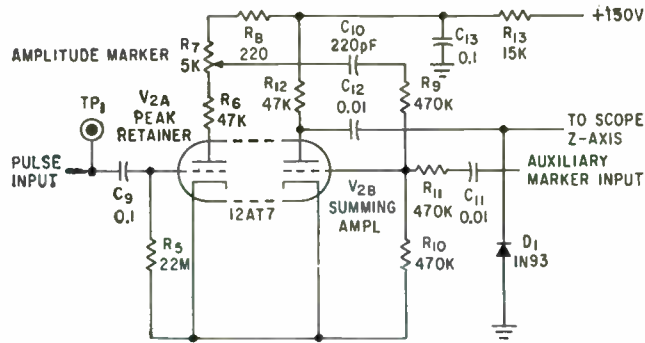 R8
220
C10
220pF
+150V
R7
5K
AMPLITUDE MARKER
C13
0.1
R13
15K
R12
47K
C12
0.01
R9
470K
TP1
V2A
PEAK
RETAINER
R6
47K
TO SCOPE
Z-AXIS
PULSE
INPUT
AUXILIARY
MARKER INPUT
C9
0.1
12AT7
V2B
SUMMING
AMPL
R11
470K
C11
0.01
R5
22M
R10
470K
D1
1N93